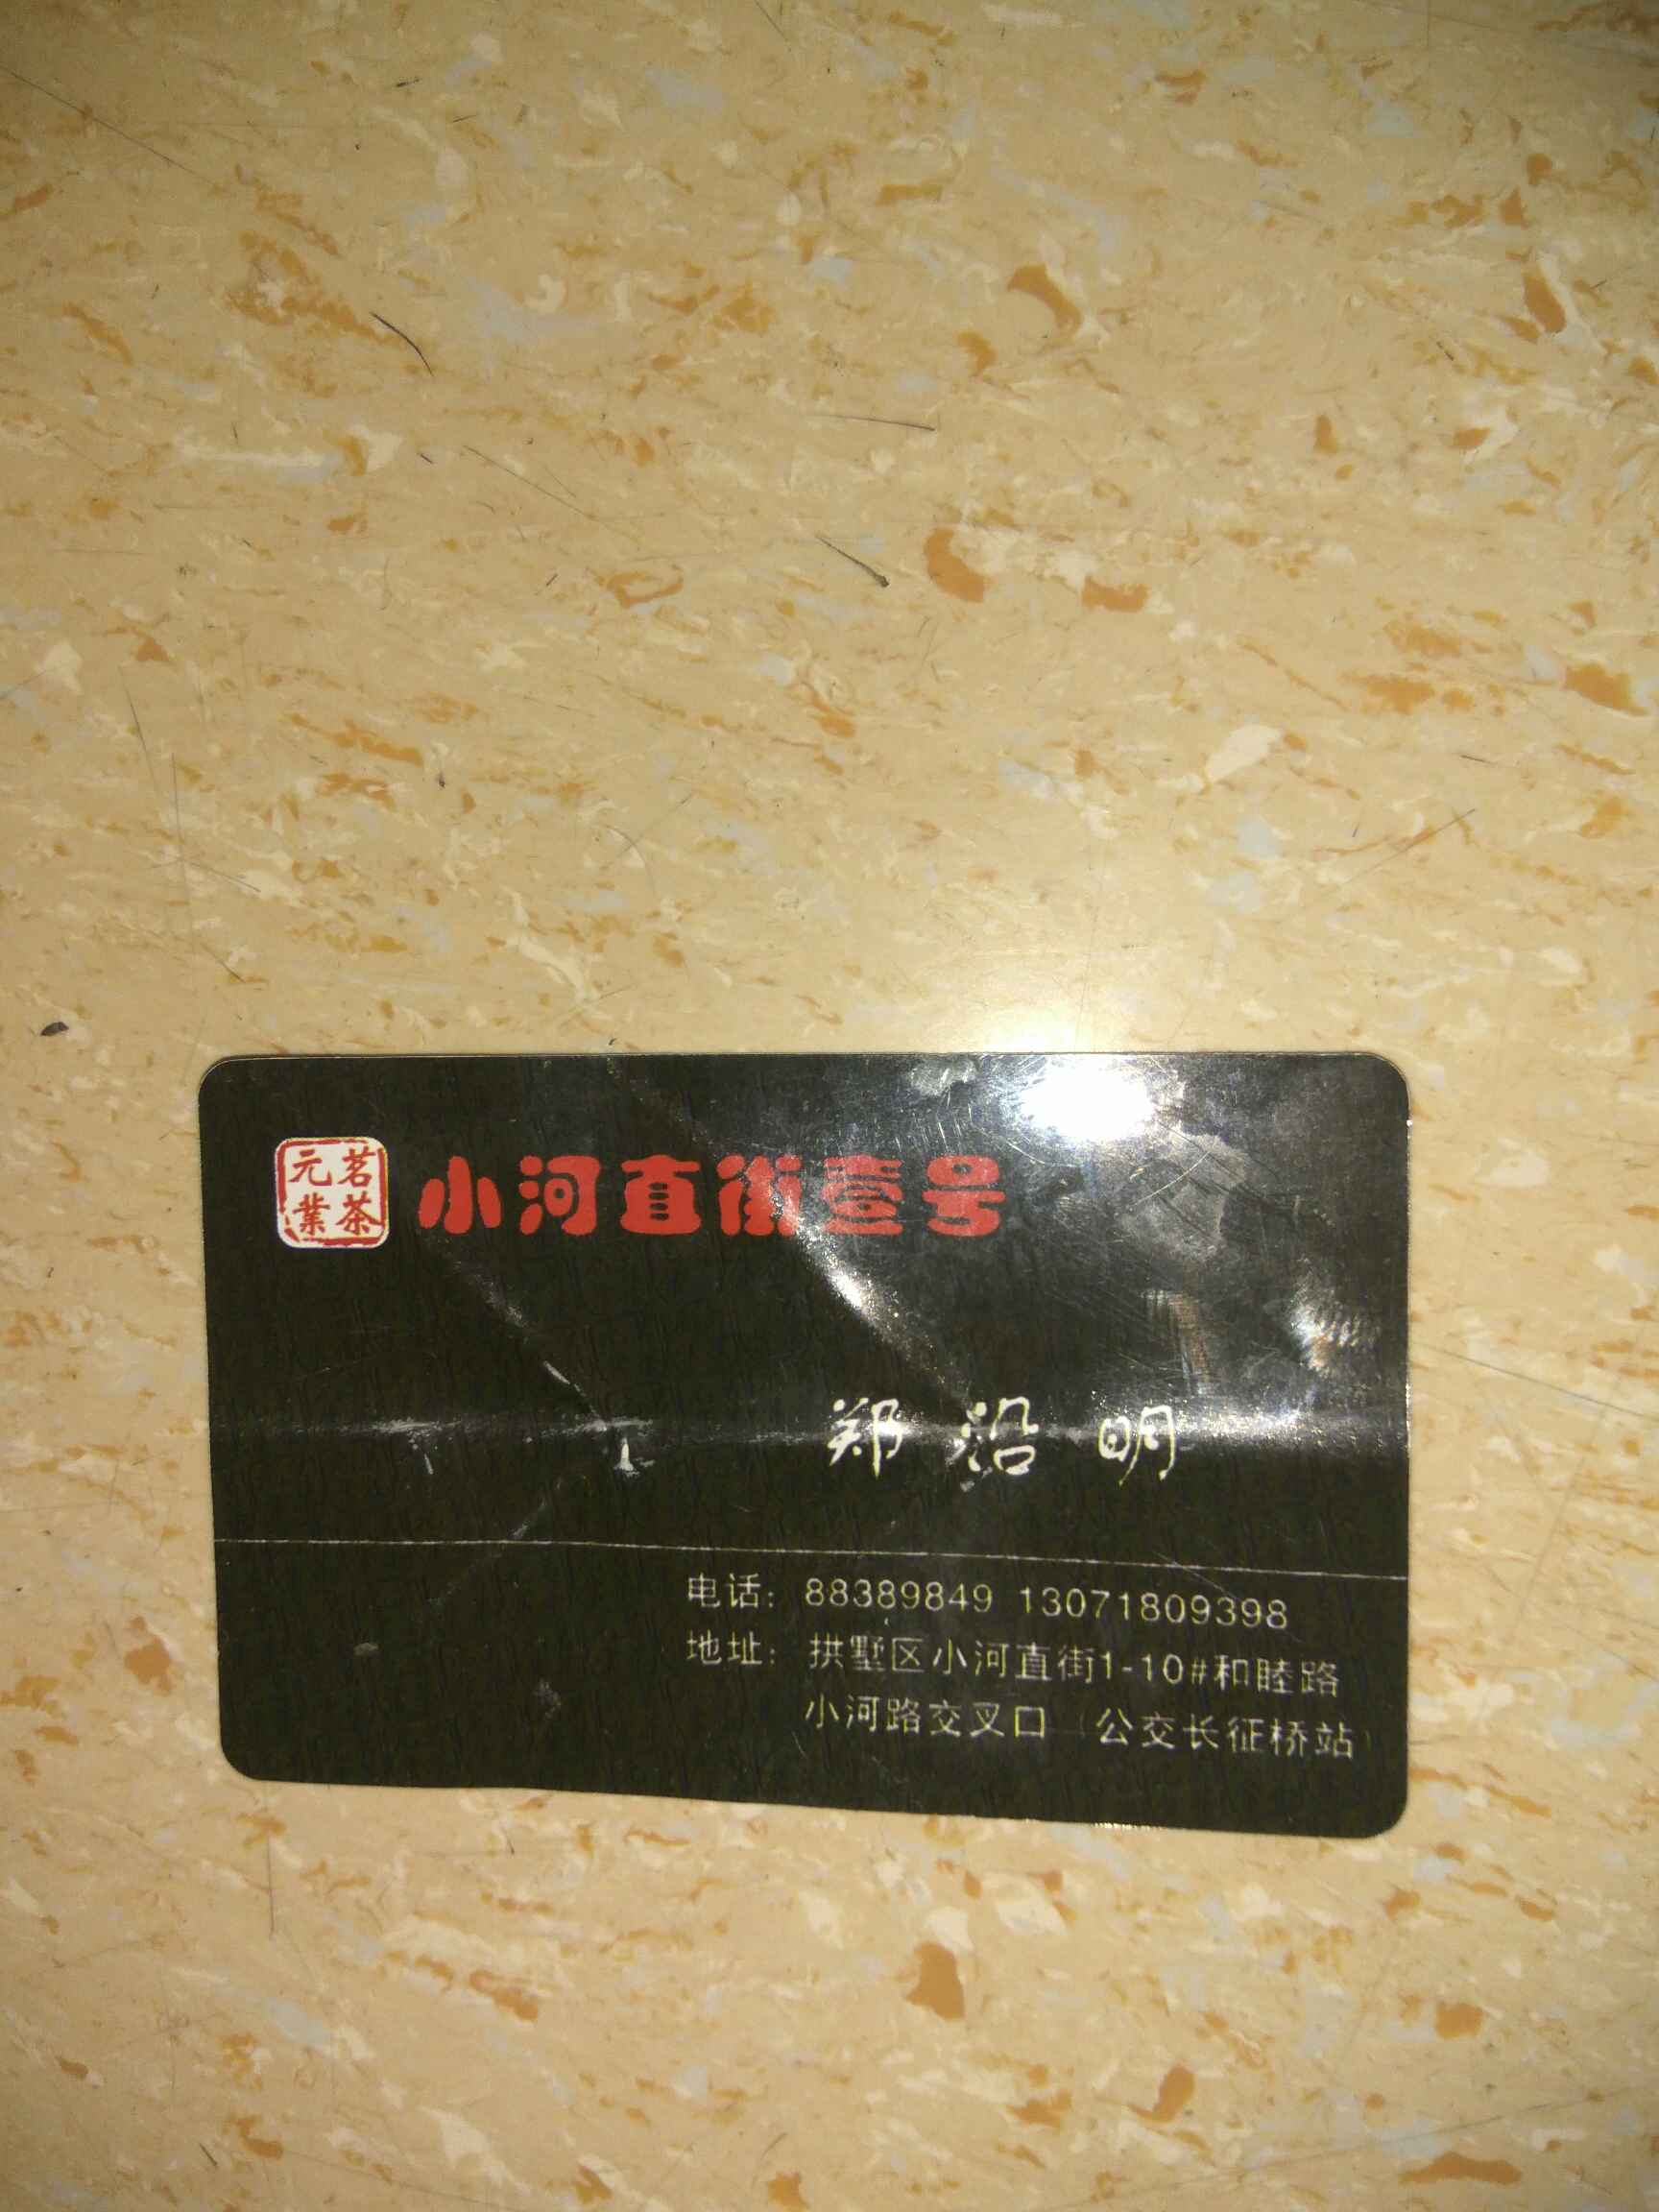 茗茶
元業
小河直街壹号
郑沿明
电话：88389849 13071809398
地址：拱墅区小河直街1-10#和睦路
小河路交叉口（公交长征桥站）